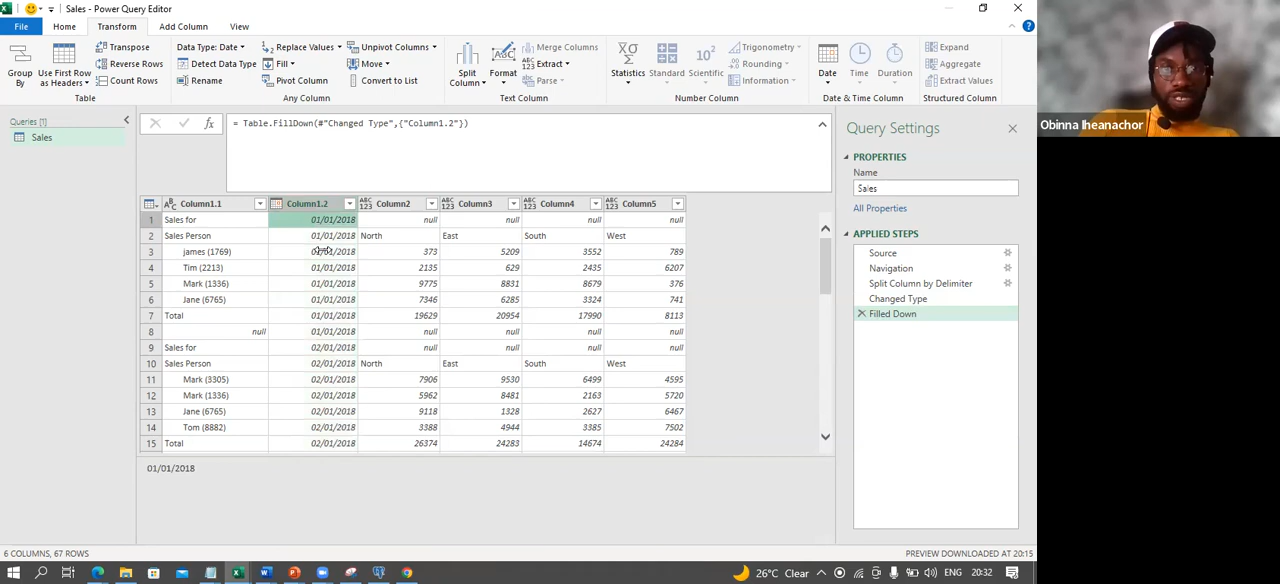 Sales - Power Query Editor
File Home Transform Add Column View
Group By
Use First Row as Headers
Transpose
Reverse Rows
Count Rows
Table
Data Type: Date
Detect Data Type
Rename
Replace Values
Fill
Pivot Column
Unpivot Columns
Move
Convert to List
Any Column
Split Column
Format
ABC
Merge Columns
ABC 123 Extract
Parse
Text Column
Statistics
Standard
10² Scientific
Trigonometry
Rounding
Information
Number Column
Date
Time
Duration
Date & Time Column
Expand
Aggregate
Extract Values
Structured Column
Obinna Iheanachor
Queries [1]
Sales
fx = Table.FillDown(#"Changed Type",{"Column1.2"})
ABC Column1.1 Column1.2 ABC 123 Column2 ABC 123 Column3 ABC 123 Column4 ABC 123 Column5
1 Sales for 01/01/2018 null null null null
2 Sales Person 01/01/2018 North East South West
3 james (1769) 01/01/2018 373 5209 3552 789
4 Tim (2213) 01/01/2018 2135 629 2435 6207
5 Mark (1336) 01/01/2018 9775 8831 8679 376
6 Jane (6765) 01/01/2018 7346 6285 3324 741
7 Total 01/01/2018 19629 20954 17990 8113
8 null 01/01/2018 null null null null
9 Sales for 02/01/2018 null null null null
10 Sales Person 02/01/2018 North East South West
11 Mark (3305) 02/01/2018 7906 9530 6499 4595
12 Mark (1336) 02/01/2018 5962 8481 2163 5720
13 Jane (6765) 02/01/2018 9118 1328 2627 6467
14 Tom (8882) 02/01/2018 3388 4944 3385 7502
15 Total 02/01/2018 26374 24283 14674 24284
01/01/2018
Query Settings
PROPERTIES
Name
Sales
All Properties
APPLIED STEPS
Source
Navigation
Split Column by Delimiter
Changed Type
Filled Down
6 COLUMNS, 67 ROWS
PREVIEW DOWNLOADED AT 20:15
26°C Clear ENG 20:32